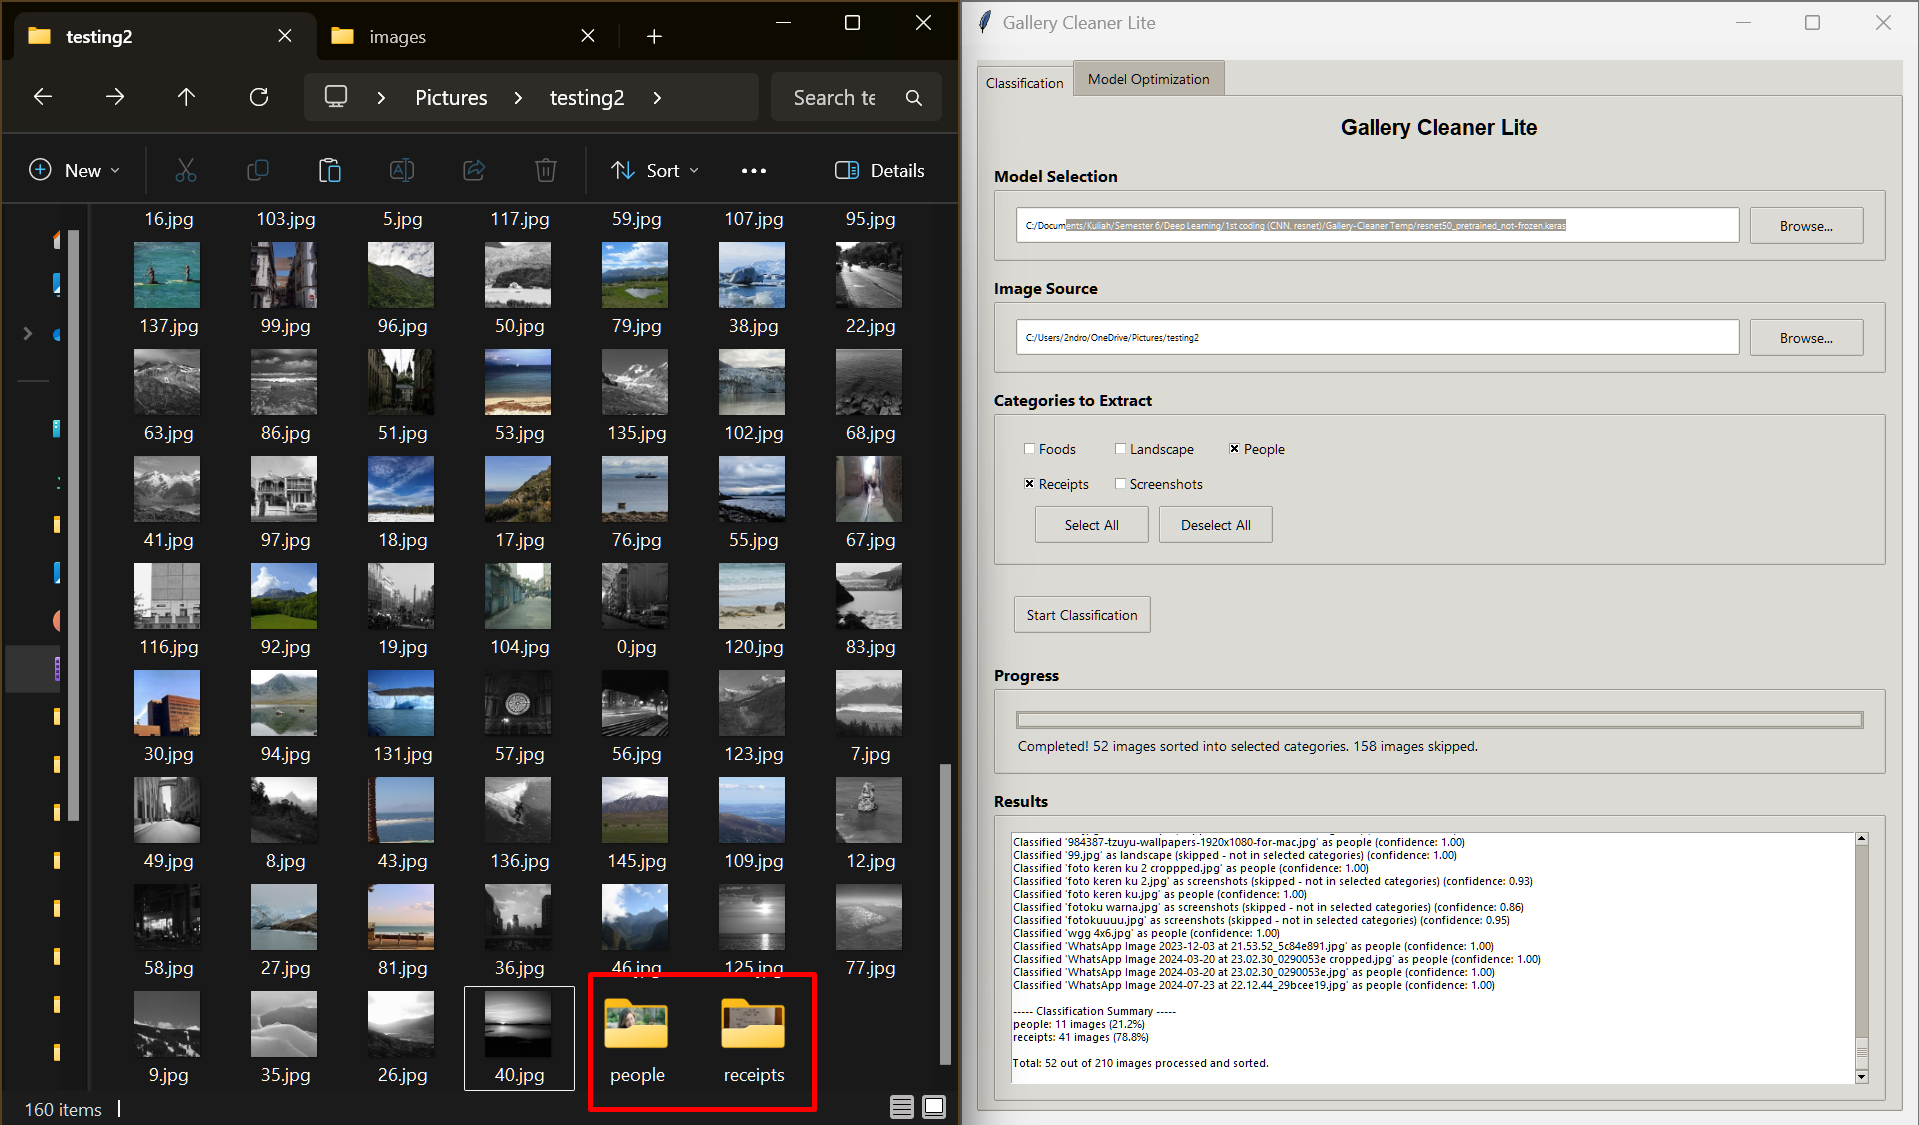 testing2
images
Pictures
testing2
Search te
New
Sort
Details
16.jpg 103.jpg 5.jpg 117.jpg 59.jpg 107.jpg 95.jpg
137.jpg 99.jpg 96.jpg 50.jpg 79.jpg 38.jpg 22.jpg
63.jpg 86.jpg 51.jpg 53.jpg 135.jpg 102.jpg 68.jpg
41.jpg 97.jpg 18.jpg 17.jpg 76.jpg 55.jpg 67.jpg
116.jpg 92.jpg 19.jpg 104.jpg 0.jpg 120.jpg 83.jpg
30.jpg 94.jpg 131.jpg 57.jpg 56.jpg 123.jpg 7.jpg
49.jpg 8.jpg 43.jpg 136.jpg 145.jpg 109.jpg 12.jpg
58.jpg 27.jpg 81.jpg 36.jpg 46.jpg 125.jpg 77.jpg
9.jpg 35.jpg 26.jpg 40.jpg people receipts
160 items
Gallery Cleaner Lite
Classification
Model Optimization
Gallery Cleaner Lite
Model Selection
C:/Documents/Kuliah/Semester 6/Deep Learning/1st coding (CNN, resnet)/Gallery-Cleaner Temp/resnet50_pretrained_not-frozen.keras
Browse...
Image Source
C:/Users/2ndro/OneDrive/Pictures/testing2
Browse...
Categories to Extract
Foods Landscape People
Receipts Screenshots
Select All Deselect All
Start Classification
Progress
Completed! 52 images sorted into selected categories. 158 images skipped.
Results
Classified '984387-tzuyu-wallpapers-1920x1080-for-mac.jpg' as people (confidence: 1.00)
Classified '99.jpg' as landscape (skipped - not in selected categories) (confidence: 1.00)
Classified 'foto keren ku 2 croppped.jpg' as people (confidence: 1.00)
Classified 'foto keren ku 2.jpg' as screenshots (skipped - not in selected categories) (confidence: 0.93)
Classified 'foto keren ku.jpg' as people (confidence: 1.00)
Classified 'fotoku warna.jpg' as screenshots (skipped - not in selected categories) (confidence: 0.86)
Classified 'fotokuuuu.jpg' as screenshots (skipped - not in selected categories) (confidence: 0.95)
Classified 'wgg 4x6.jpg' as people (confidence: 1.00)
Classified 'WhatsApp Image 2023-12-03 at 21.53.52_5c84e891.jpg' as people (confidence: 1.00)
Classified 'WhatsApp Image 2024-03-20 at 23.02.30_0290053e cropped.jpg' as people (confidence: 1.00)
Classified 'WhatsApp Image 2024-03-20 at 23.02.30_0290053e.jpg' as people (confidence: 1.00)
Classified 'WhatsApp Image 2024-07-23 at 22.12.44_29bcee19.jpg' as people (confidence: 1.00)
----- Classification Summary -----
people: 11 images (21.2%)
receipts: 41 images (78.8%)
Total: 52 out of 210 images processed and sorted.